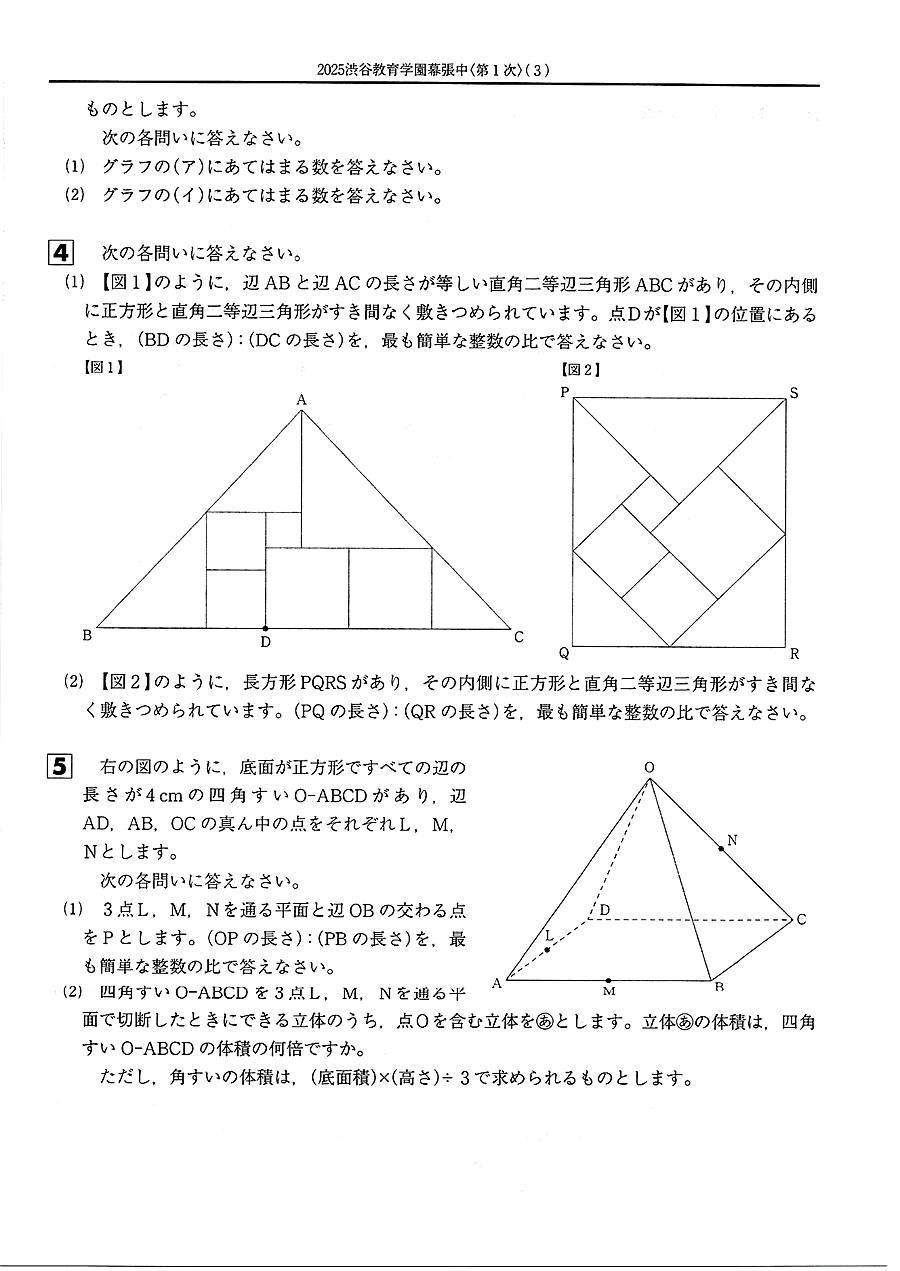 2025渋谷教育学園幕張中〈第1次〉(3)
ものとします。
次の各問いに答えなさい。
(1) グラフの(ア)にあてはまる数を答えなさい。
(2) グラフの(イ)にあてはまる数を答えなさい。
4 次の各問いに答えなさい。
(1) 【図1】のように，辺ABと辺ACの長さが等しい直角二等辺三角形ABCがあり，その内側
に正方形と直角二等辺三角形がすき間なく敷きつめられています。点Dが【図1】の位置にある
とき，(BDの長さ)：(DCの長さ)を，最も簡単な整数の比で答えなさい。
【図1】
A
B
D
C
【図2】
P
S
Q
R
(2) 【図2】のように，長方形PQRSがあり，その内側に正方形と直角二等辺三角形がすき間な
く敷きつめられています。(PQの長さ)：(QRの長さ)を，最も簡単な整数の比で答えなさい。
5 右の図のように，底面が正方形ですべての辺の
長さが4cmの四角すいO-ABCDがあり，辺
AD，AB，OCの真ん中の点をそれぞれL，M，
Nとします。
次の各問いに答えなさい。
(1) 3点L，M，Nを通る平面と辺OBの交わる点
をPとします。(OPの長さ)：(PBの長さ)を，最
も簡単な整数の比で答えなさい。
O
N
D
C
L
A
M
B
(2) 四角すいO-ABCDを3点L，M，Nを通る平
面で切断したときにできる立体のうち，点Oを含む立体を㋐とします。立体㋐の体積は，四角
すいO-ABCDの体積の何倍ですか。
ただし，角すいの体積は，(底面積)×(高さ)÷3で求められるものとします。